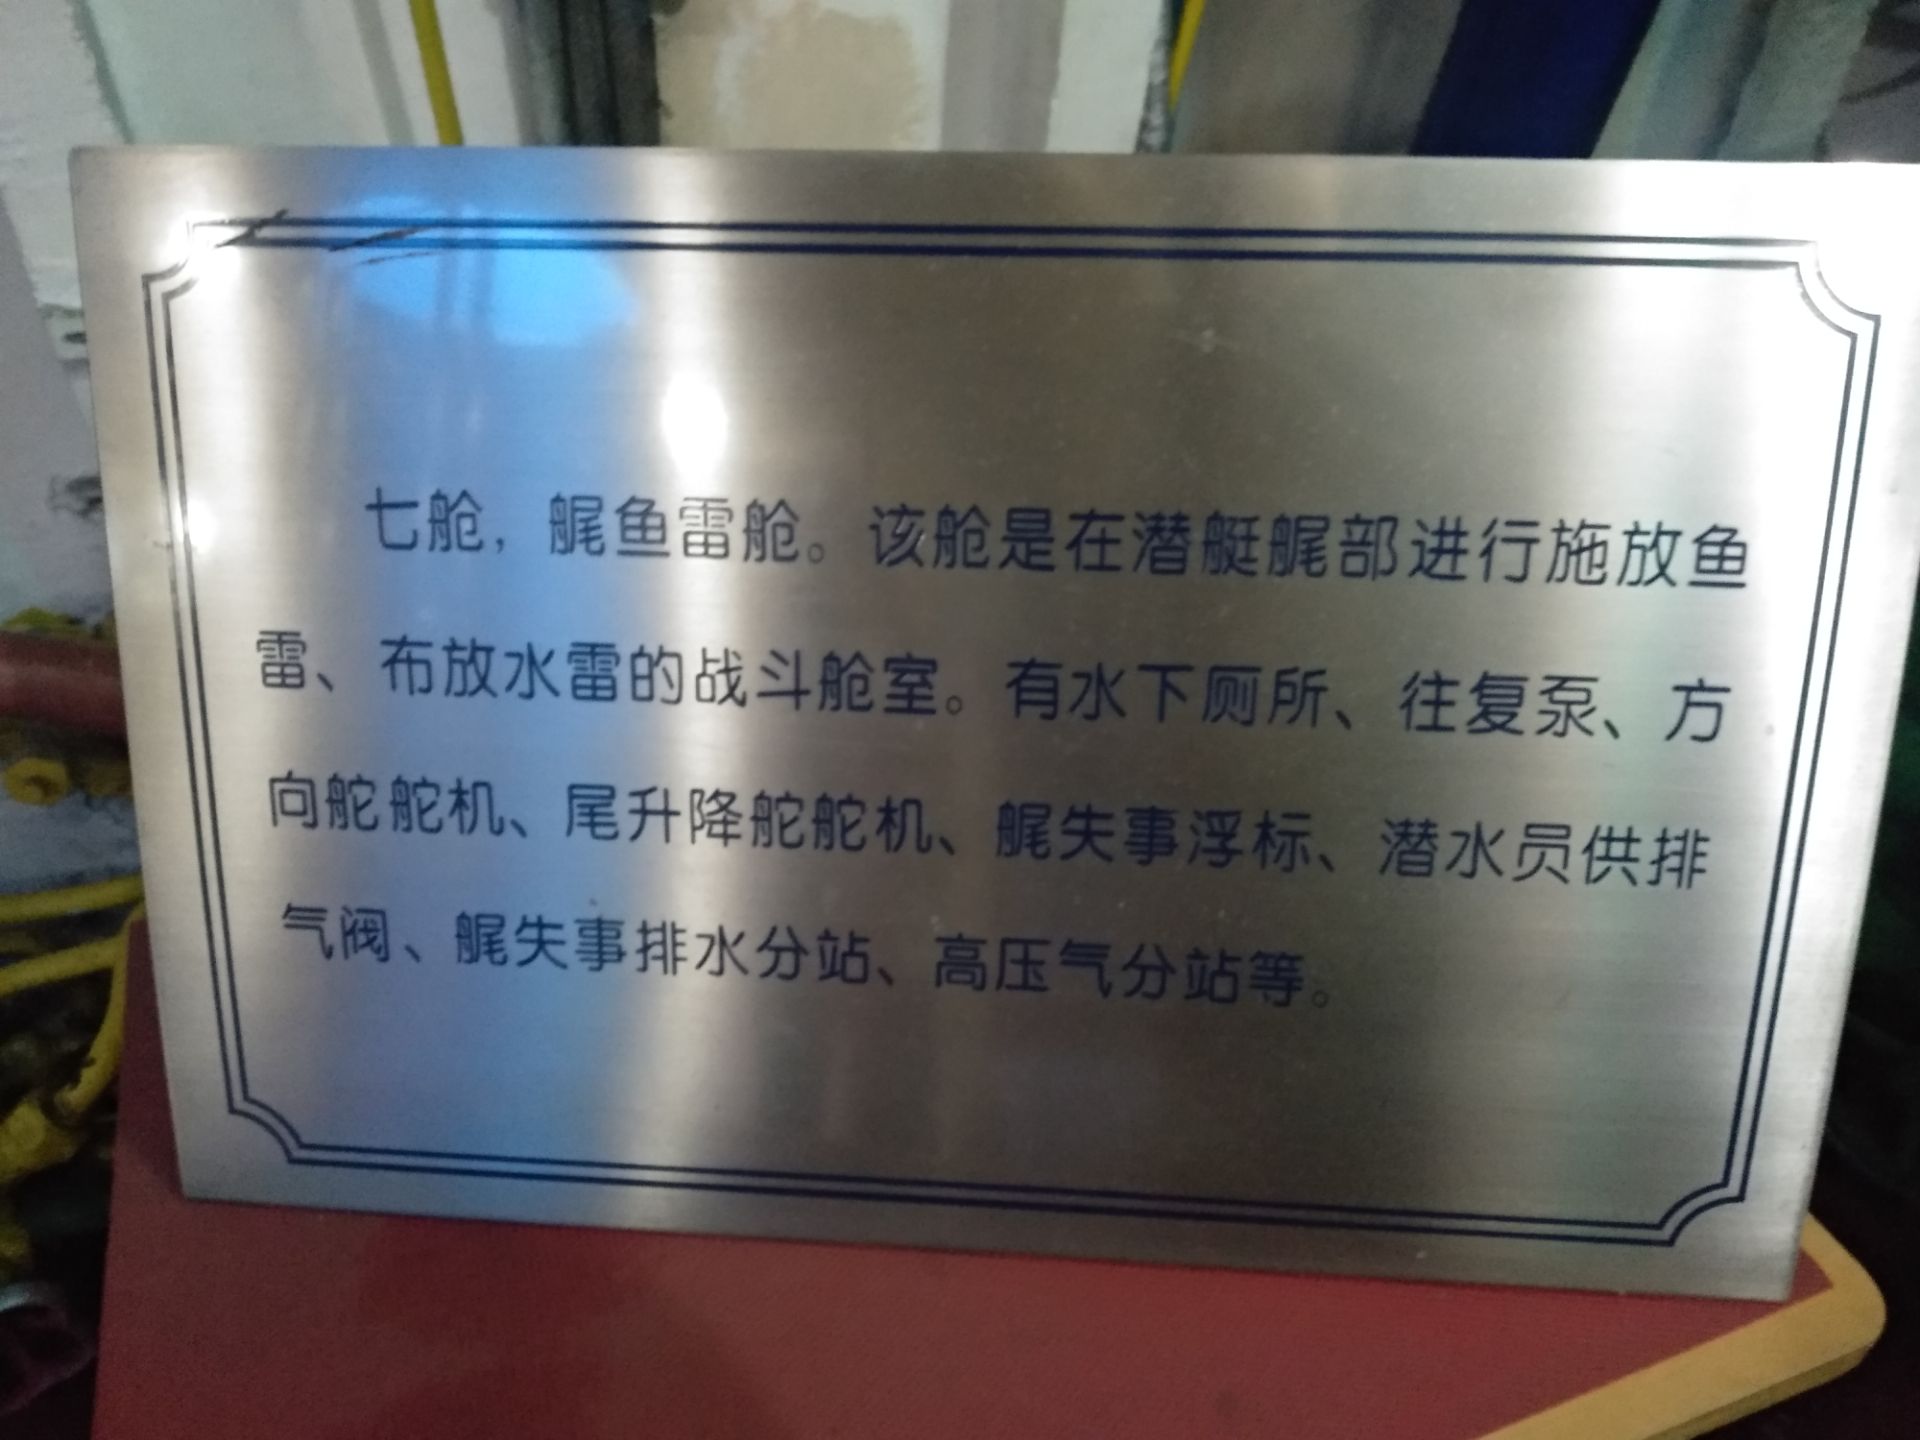 七舱，艉鱼雷舱。该舱是在潜艇艉部进行施放鱼
雷、布放水雷的战斗舱室。有水下厕所、往复泵、方
向舵舵机、尾升降舵舵机、艉失事浮标、潜水员供排
气阀、艉失事排水分站、高压气分站等。